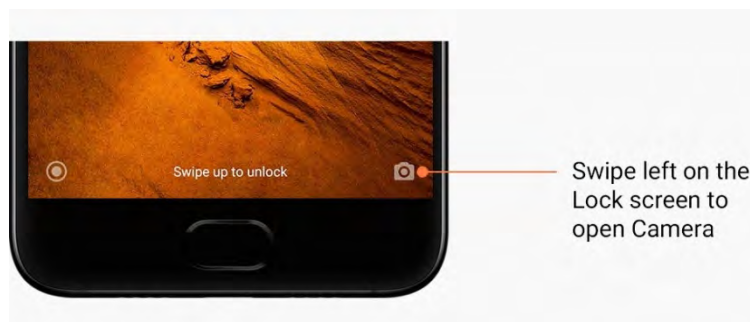 Swipe up to unlock
Swipe left on the
Lock screen to
open Camera